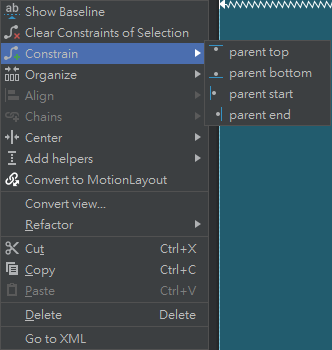 ab
Show Baseline
Clear Constraints of Selection
Constrain
parent top
parent bottom
parent start
parent end
Organize
Align
Chains
Center
Add helpers
Convert to MotionLayout
Convert view...
Refactor
Cut Ctrl+X
Copy Ctrl+C
Paste Ctrl+V
Delete Delete
Go to XML